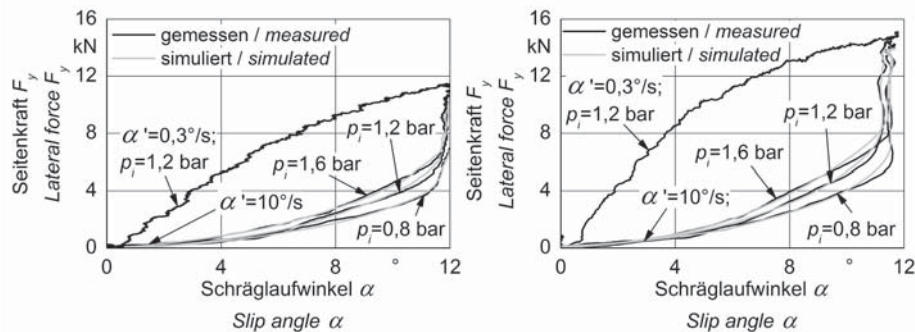 16
kN
12
8
4
0
Seitenkraft F_y
Lateral force F_y
gemessen / measured
simuliert / simulated
α'=0,3°/s;
p_i=1,2 bar
p_i=1,2 bar
p_i=1,6 bar
α'=10°/s
p_i=0,8 bar
0
4
8
°
12
Schräglaufwinkel α
Slip angle α
16
kN
12
8
4
0
Seitenkraft F_y
Lateral force F_y
gemessen / measured
simuliert / simulated
α'=0,3°/s;
p_i=1,2 bar
p_i=1,2 bar
p_i=1,6 bar
α'=10°/s;
p_i=0,8 bar
0
4
8
°
12
Schräglaufwinkel α
Slip angle α